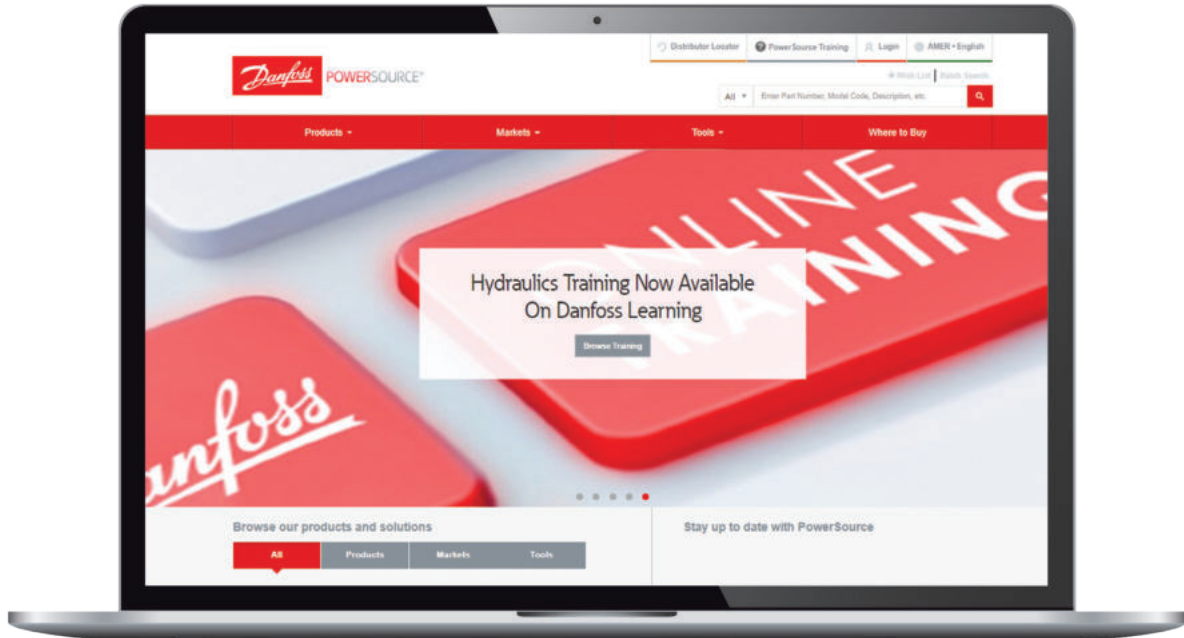 Distributor Locator
PowerSource Training
Login
AMER • English
Danfoss
POWERSOURCE
+ Wish List
Batch Search
All
Enter Part Number, Model Code, Description, etc.
Products
Markets
Tools
Where to Buy
ONLINE
TRAINING
Hydraulics Training Now Available
On Danfoss Learning
Browse Training
Danfoss
Browse our products and solutions
Stay up to date with PowerSource
All
Products
Markets
Tools